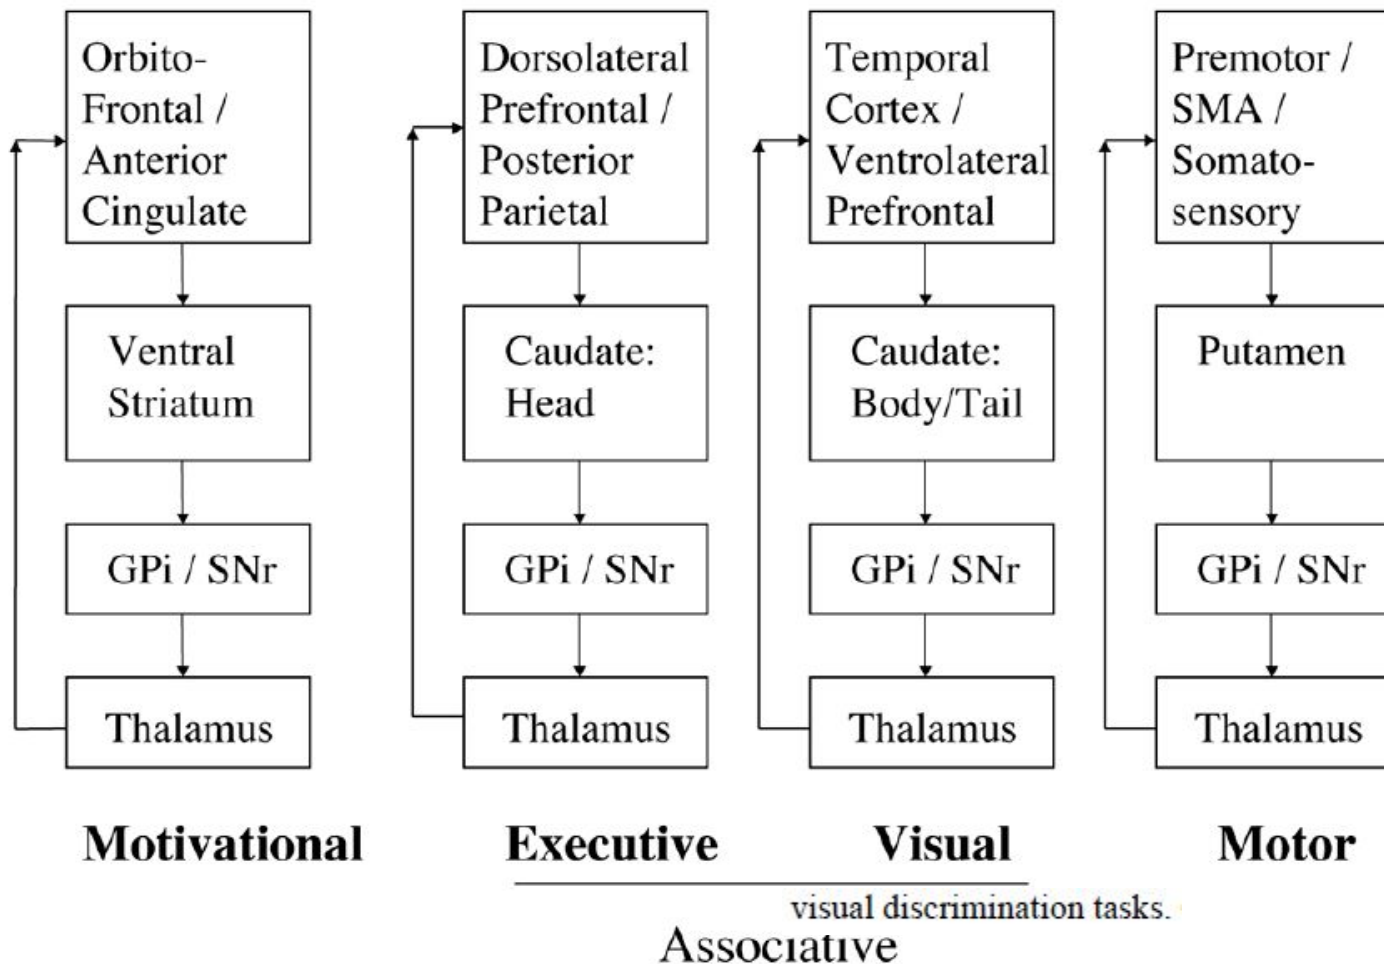 Orbito-
Frontal /
Anterior
Cingulate
Ventral
Striatum
GPi / SNr
Thalamus
Motivational
Dorsolateral
Prefrontal /
Posterior
Parietal
Caudate:
Head
GPi / SNr
Thalamus
Executive
Temporal
Cortex /
Ventrolateral
Prefrontal
Caudate:
Body/Tail
GPi / SNr
Thalamus
Visual
Premotor /
SMA /
Somato-
sensory
Putamen
GPi / SNr
Thalamus
Motor
visual discrimination tasks.
Associative